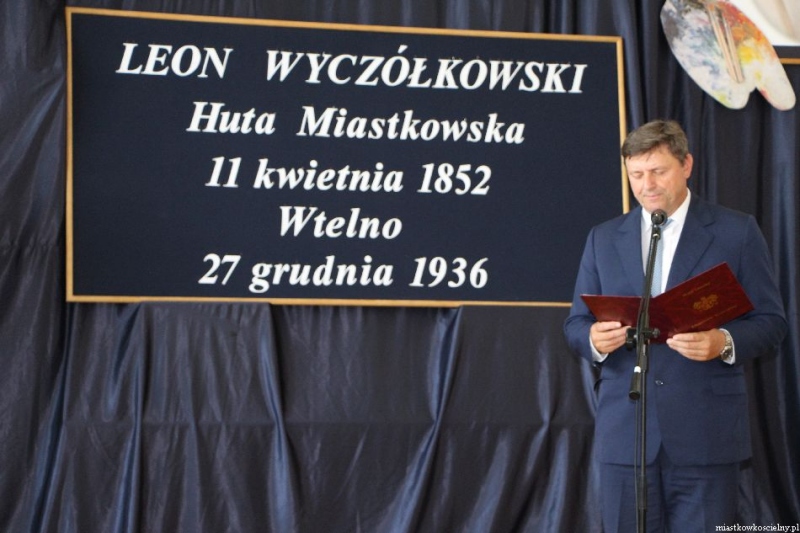 LEON WYCZÓŁKOWSKI
Huta Miastkowska
11 kwietnia 1852
Wtelno
27 grudnia 1936
miastkowkoscielny.pl